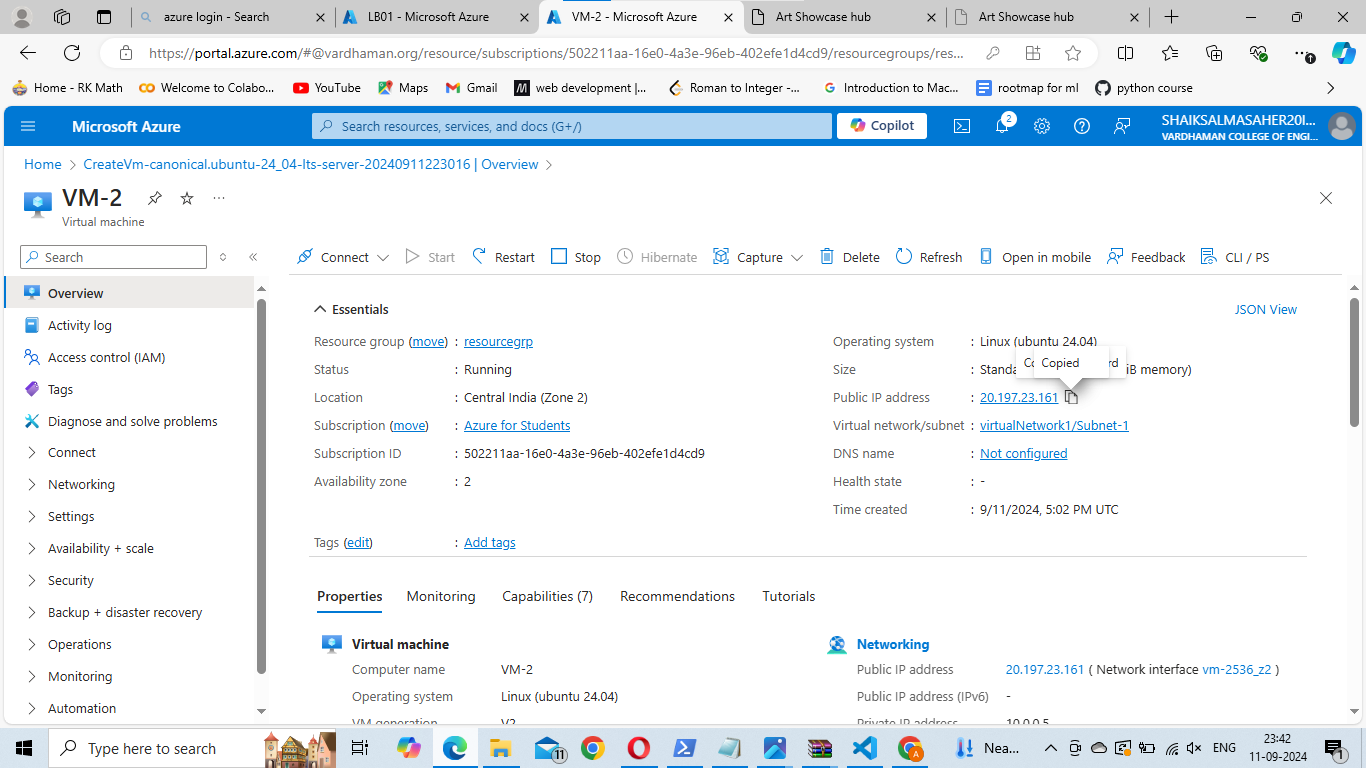 azure login - Search
LB01 - Microsoft Azure
VM-2 - Microsoft Azure
Art Showcase hub
Art Showcase hub
https://portal.azure.com/#@vardhaman.org/resource/subscriptions/502211aa-16e0-4a3e-96eb-402efe1d4cd9/resourcegroups/res...
Home - RK Math
Welcome to Colabo...
YouTube
Maps
Gmail
web development |...
Roman to Integer -...
Introduction to Mac...
rootmap for ml
python course
Microsoft Azure
Search resources, services, and docs (G+/)
Copilot
2
SHAIKSALMASAHER20I...
VARDHAMAN COLLEGE OF ENGI...
Home > CreateVm-canonical.ubuntu-24_04-lts-server-20240911223016 | Overview >
VM-2
Virtual machine
Search
Connect
Start
Restart
Stop
Hibernate
Capture
Delete
Refresh
Open in mobile
Feedback
CLI / PS
Overview
Activity log
Access control (IAM)
Tags
Diagnose and solve problems
Connect
Networking
Settings
Availability + scale
Security
Backup + disaster recovery
Operations
Monitoring
Automation
Essentials
JSON View
Resource group (move) : resourcegrp
Status : Running
Location : Central India (Zone 2)
Subscription (move) : Azure for Students
Subscription ID : 502211aa-16e0-4a3e-96eb-402efe1d4cd9
Availability zone : 2
Operating system : Linux (ubuntu 24.04)
Copied
Size : iB memory)
Public IP address : 20.197.23.161
Virtual network/subnet : virtualNetwork1/Subnet-1
DNS name : Not configured
Health state : -
Time created : 9/11/2024, 5:02 PM UTC
Tags (edit) : Add tags
Properties
Monitoring
Capabilities (7)
Recommendations
Tutorials
Virtual machine
Computer name VM-2
Operating system Linux (ubuntu 24.04)
VM generation V2
Networking
Public IP address 20.197.23.161 ( Network interface vm-2536_z2 )
Public IP address (IPv6) -
Private IP address 10.0.0.5
Type here to search
11
Nea...
ENG
23:42
11-09-2024
1